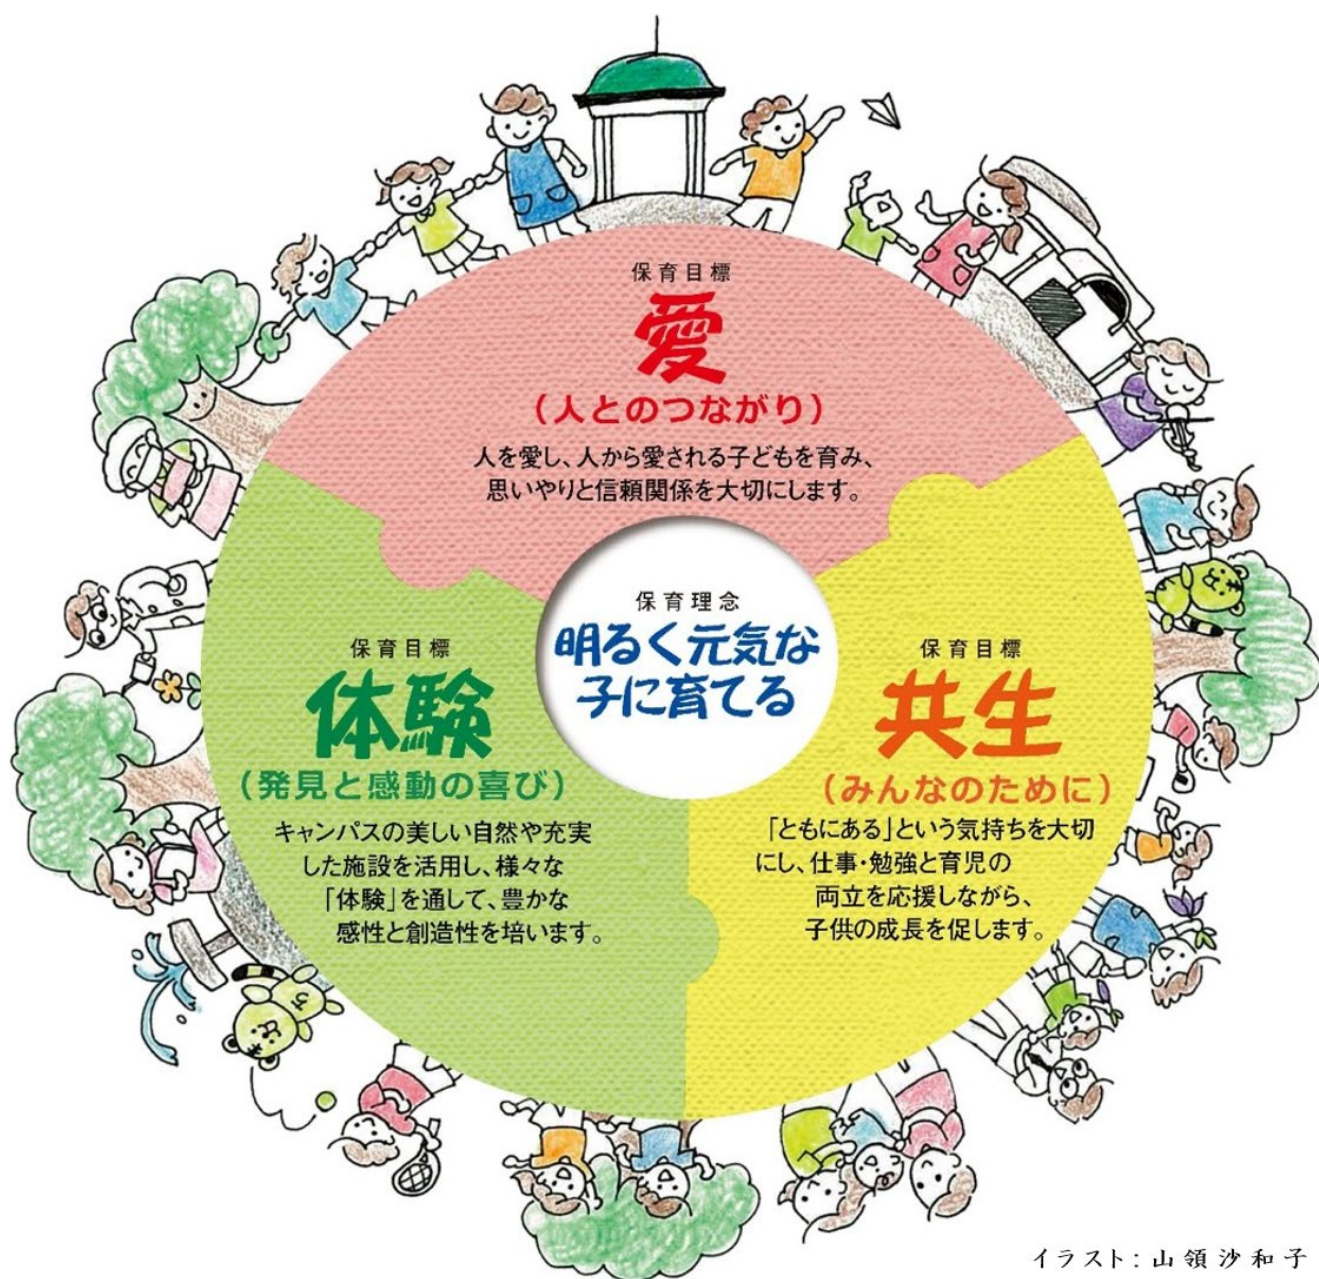 保育目標
愛
（人とのつながり）
人を愛し、人から愛される子どもを育み、
思いやりと信頼関係を大切にします。
保育理念
明るく元気な
子に育てる
保育目標
体験
（発見と感動の喜び）
キャンパスの美しい自然や充実
した施設を活用し、様々な
「体験」を通して、豊かな
感性と創造性を培います。
保育目標
共生
（みんなのために）
「ともにある」という気持ちを大切
にし、仕事・勉強と育児の
両立を応援しながら、
子供の成長を促します。
イラスト：山領沙和子